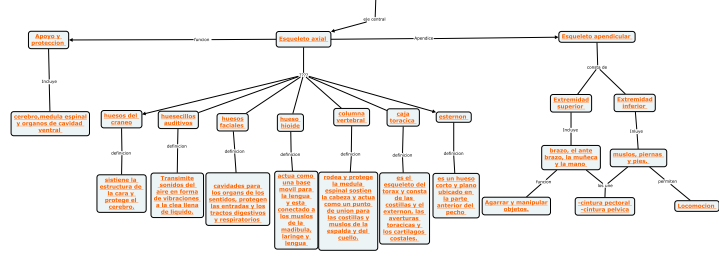 eje central
Apoyo y
proteccion
funcion
Esqueleto axial
Apendice
Esqueleto apendicular
Incluye
consta de
cerebro,medula espinal
y organos de cavidad
ventral
huesos del
craneo
huesecillos
auditivos
huesos
faciales
hueso
hioide
columna
vertebral
caja
toracica
esternon
Extremidad
superior
Extremidad
inferior
definicion
definicion
definicion
definicion
definicion
definicion
definicion
Incluye
Inluye
sistiene la
estructura de
la cara y
protege el
cerebro.
Transimite
sonidos del
aire en forma
de vibraciones
a la clea llena
de liquido.
cavidades para
los organs de los
sentidos, protegen
las entradas y los
tractos digestivos
y respiratorios
actua como
una base
movil para
la lengua
y esta
conectado a
los muslos
de la
madibula,
laringe y
lengua
rodea y protege
la medula
espinal sostien
la cabeza y actua
como un punto
de union para
las costillas y
muslos de la
espalda y del
cuello.
es el
esqueleto del
torax y consta
de las
costillas y el
externon, las
averturas
toracicas y
los cartilagos
costales.
es un hueso
corto y plano
ubicado en
la parte
anterior del
pecho
brazo, el ante
brazo, la muñeca
y la mano
muslos, piernas
y pies.
funcion
los une
permiten
Agarrar y manipular
objetos.
-cintura pectoral
-cintura pelvica
Locomocion